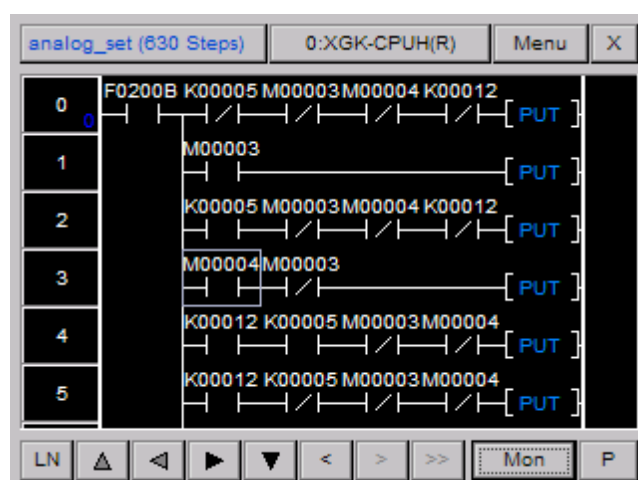 analog_set (630 Steps) 0:XGK-CPUH(R) Menu X
F0200B K00005 M00003 M00004 K00012
0 0 PUT
M00003
1 PUT
K00005 M00003 M00004 K00012
2 PUT
M00004 M00003
3 PUT
K00012 K00005 M00003 M00004
4 PUT
K00012 K00005 M00003 M00004
5 PUT
LN < > >> Mon P